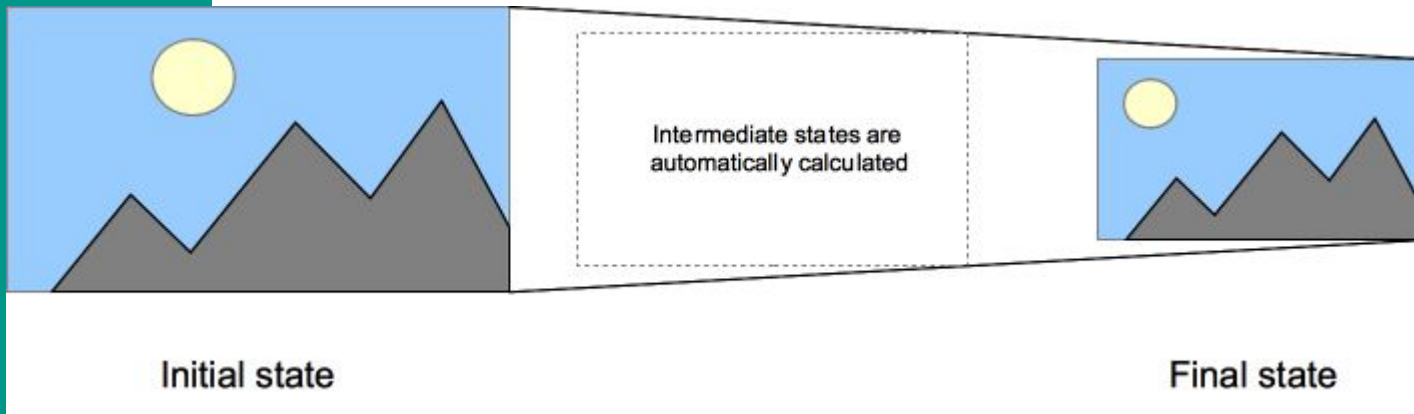 Intermediate states are
automatically calculated
Initial state
Final state